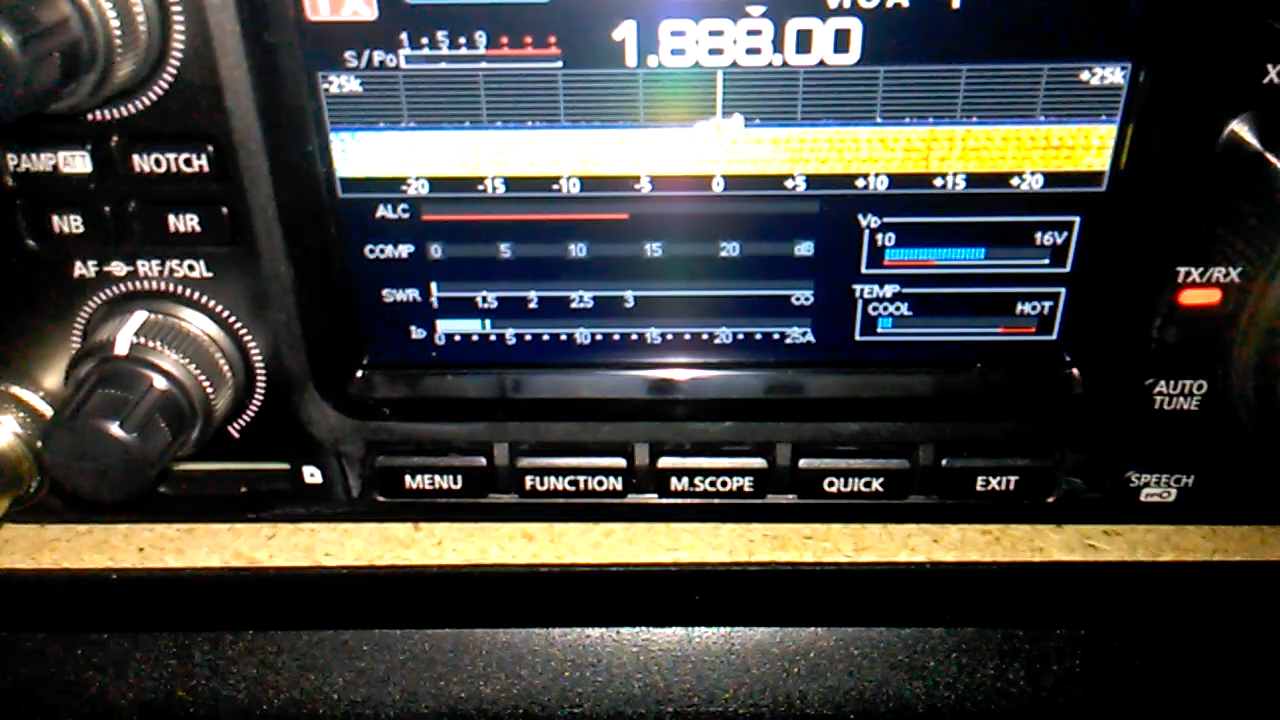 TX
1.888.00
S/Po 1 5 9
-25k +25k
-20 -15 -10 -5 0 +5 +10 +15 +20
ALC
COMP 0 5 10 15 20 dB
SWR 1 1.5 2 2.5 3 ∞
ID 0 5 10 15 20 25A
VD
10 16V
TEMP
COOL HOT
P.AMP ATT NOTCH
NB NR
AF RF/SQL
TX/RX
AUTO
TUNE
SPEECH
MENU FUNCTION M.SCOPE QUICK EXIT